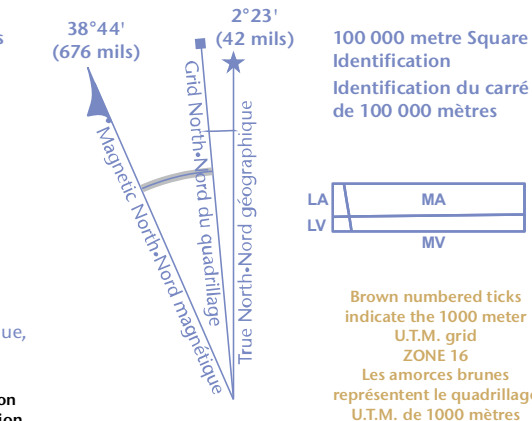 38°44'
(676 mils)
2°23'
(42 mils)
Magnetic North•Nord magnétique
Grid North•Nord du quadrillage
True North•Nord géographique
100 000 metre Square
Identification
Identification du carré
de 100 000 mètres
LA
MA
LV
MV
Brown numbered ticks
indicate the 1000 meter
U.T.M. grid
ZONE 16
Les amorces brunes
représentent le quadrillage
U.T.M. de 1000 mètres